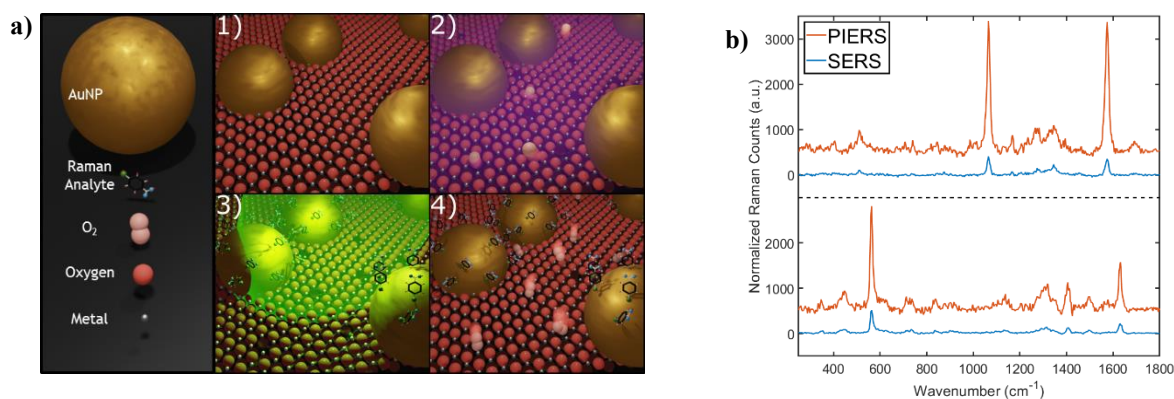 a)
AuNP
Raman
Analyte
O₂
Oxygen
Metal
1)
2)
3)
4)
b)
PIERS
SERS
Normalized Raman Counts (a.u.)
3000
2000
1000
0
2000
1000
0
400 600 800 1000 1200 1400 1600 1800
Wavenumber (cm⁻¹)